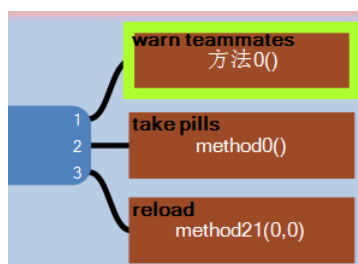 warn teammates
方法0()
1
2
3
take pills
method0()
reload
method21(0,0)